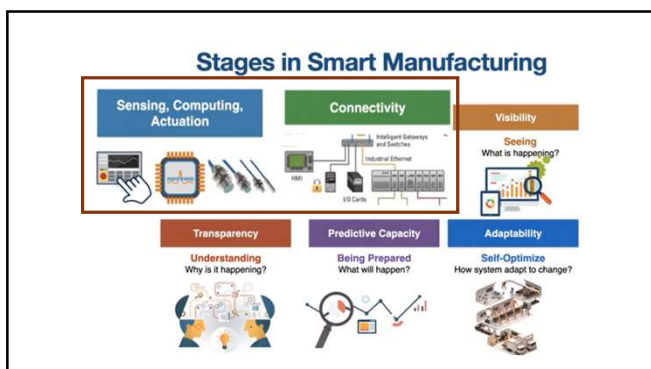 Stages in Smart Manufacturing
Sensing, Computing,
Actuation
Connectivity
Intelligent Gateways
and Switches
Industrial Ethernet
HMI
I/O Cards
Visibility
Seeing
What is happening?
Transparency
Understanding
Why is it happening?
Predictive Capacity
Being Prepared
What will happen?
Adaptability
Self-Optimize
How system adapt to change?